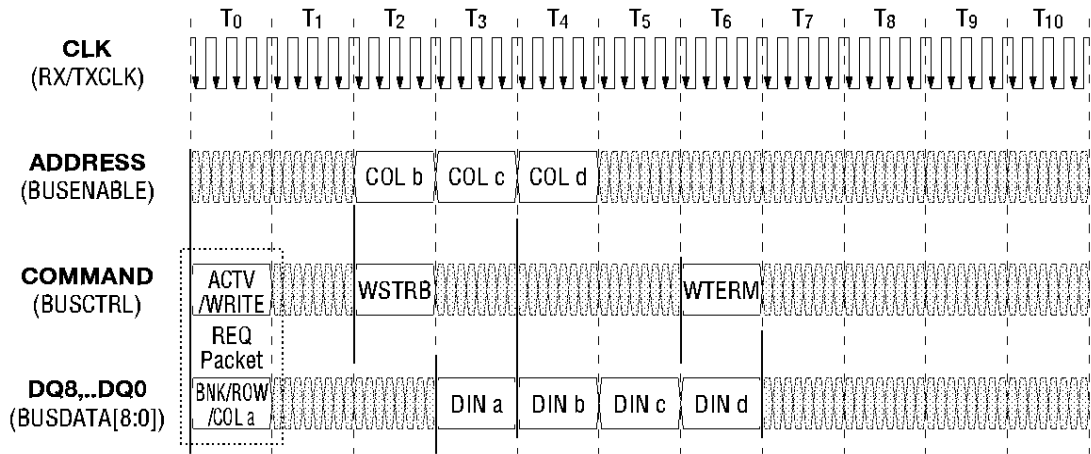 T0 T1 T2 T3 T4 T5 T6 T7 T8 T9 T10
CLK
(RX/TXCLK)
ADDRESS
(BUSENABLE)
COL b COL c COL d
COMMAND
(BUSCTRL)
ACTV
/WRITE
WSTRB
WTERM
REQ
Packet
DQ8,..DQ0
(BUSDATA[8:0])
BNK/ROW
/COL a
DIN a DIN b DIN c DIN d